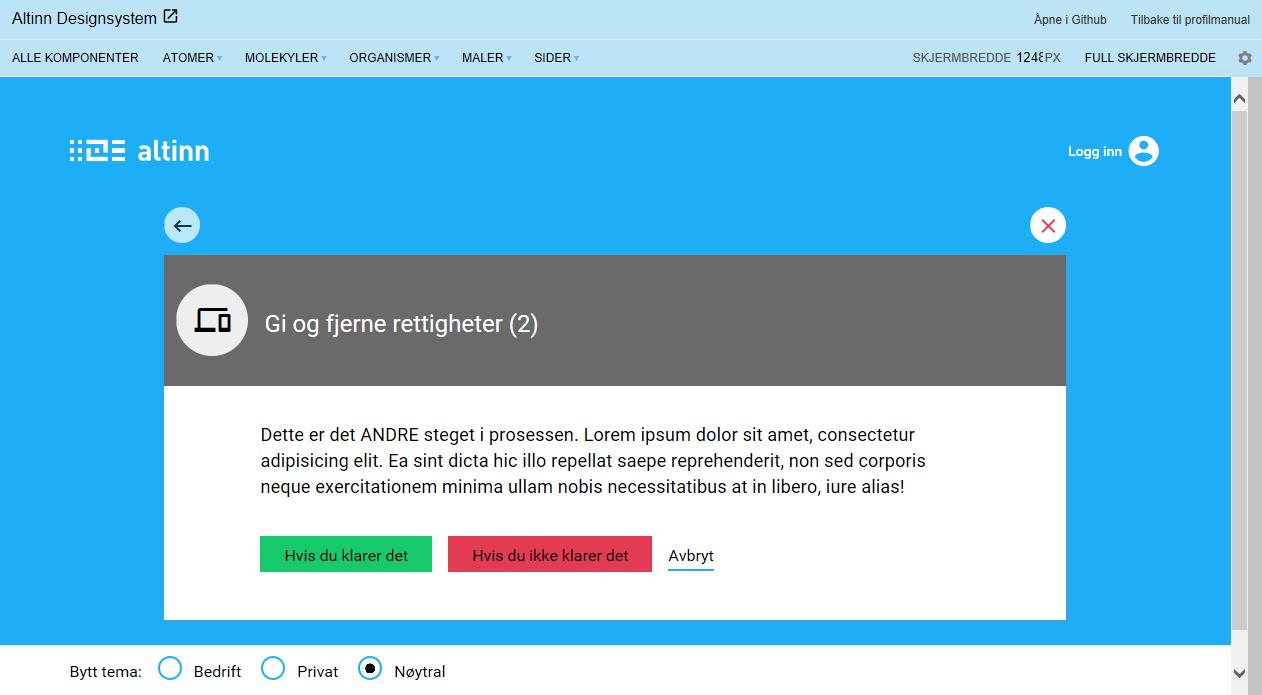 Altinn Designsystem
Åpne i Github
Tilbake til profilmanual
ALLE KOMPONENTER
ATOMER
MOLEKYLER
ORGANISMER
MALER
SIDER
SKJERMBREDDE 1248PX
FULL SKJERMBREDDE
altinn
Logg inn
Gi og fjerne rettigheter (2)
Dette er det ANDRE steget i prosessen. Lorem ipsum dolor sit amet, consectetur
adipisicing elit. Ea sint dicta hic illo repellat saepe reprehenderit, non sed corporis
neque exercitationem minima ullam nobis necessitatibus at in libero, iure alias!
Hvis du klarer det
Hvis du ikke klarer det
Avbryt
Bytt tema:
Bedrift
Privat
Nøytral